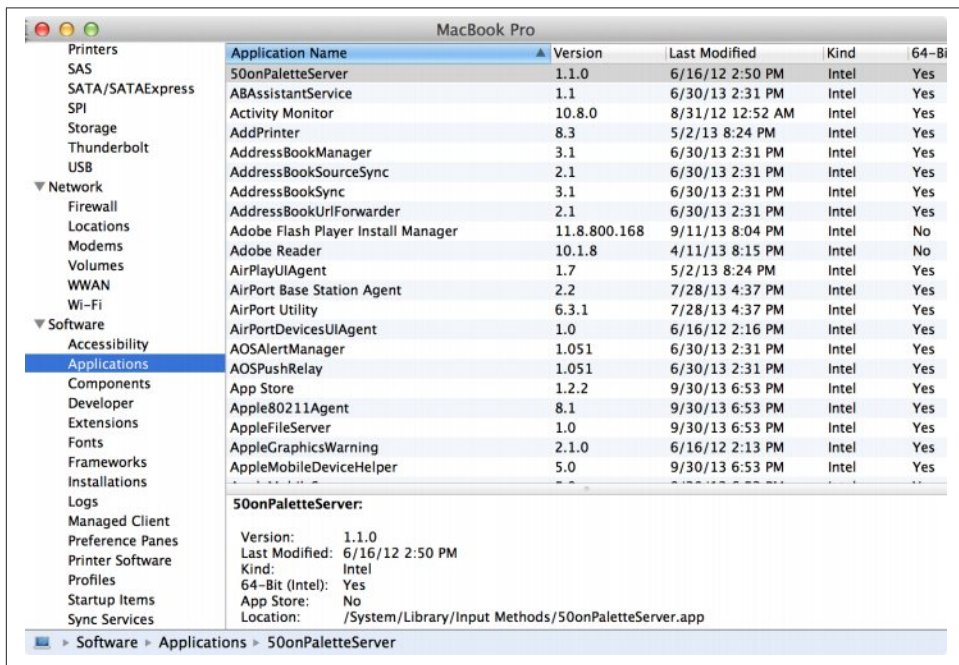 MacBook Pro
Printers
SAS
SATA/SATAExpress
SPI
Storage
Thunderbolt
USB
Network
Firewall
Locations
Modems
Volumes
WWAN
Wi-Fi
Software
Accessibility
Applications
Components
Developer
Extensions
Fonts
Frameworks
Installations
Logs
Managed Client
Preference Panes
Printer Software
Profiles
Startup Items
Sync Services
Application Name Version Last Modified Kind 64-Bi
50onPaletteServer 1.1.0 6/16/12 2:50 PM Intel Yes
ABAssistantService 1.1 6/30/13 2:31 PM Intel Yes
Activity Monitor 10.8.0 8/31/12 12:52 AM Intel Yes
AddPrinter 8.3 5/2/13 8:24 PM Intel Yes
AddressBookManager 3.1 6/30/13 2:31 PM Intel Yes
AddressBookSourceSync 2.1 6/30/13 2:31 PM Intel Yes
AddressBookSync 3.1 6/30/13 2:31 PM Intel Yes
AddressBookUrlForwarder 2.1 6/30/13 2:31 PM Intel Yes
Adobe Flash Player Install Manager 11.8.800.168 9/11/13 8:04 PM Intel No
Adobe Reader 10.1.8 4/11/13 8:15 PM Intel No
AirPlayUIAgent 1.7 5/2/13 8:24 PM Intel Yes
AirPort Base Station Agent 2.2 7/28/13 4:37 PM Intel Yes
AirPort Utility 6.3.1 7/28/13 4:37 PM Intel Yes
AirPortDevicesUIAgent 1.0 6/16/12 2:16 PM Intel Yes
AOSAlertManager 1.051 6/30/13 2:31 PM Intel Yes
AOSPushRelay 1.051 6/30/13 2:31 PM Intel Yes
App Store 1.2.2 9/30/13 6:53 PM Intel Yes
Apple80211Agent 8.1 9/30/13 6:53 PM Intel Yes
AppleFileServer 1.0 9/30/13 6:53 PM Intel Yes
AppleGraphicsWarning 2.1.0 6/16/12 2:13 PM Intel Yes
AppleMobileDeviceHelper 5.0 9/30/13 6:53 PM Intel Yes
50onPaletteServer:
Version: 1.1.0
Last Modified: 6/16/12 2:50 PM
Kind: Intel
64-Bit (Intel): Yes
App Store: No
Location: /System/Library/Input Methods/50onPaletteServer.app
Software Applications 50onPaletteServer